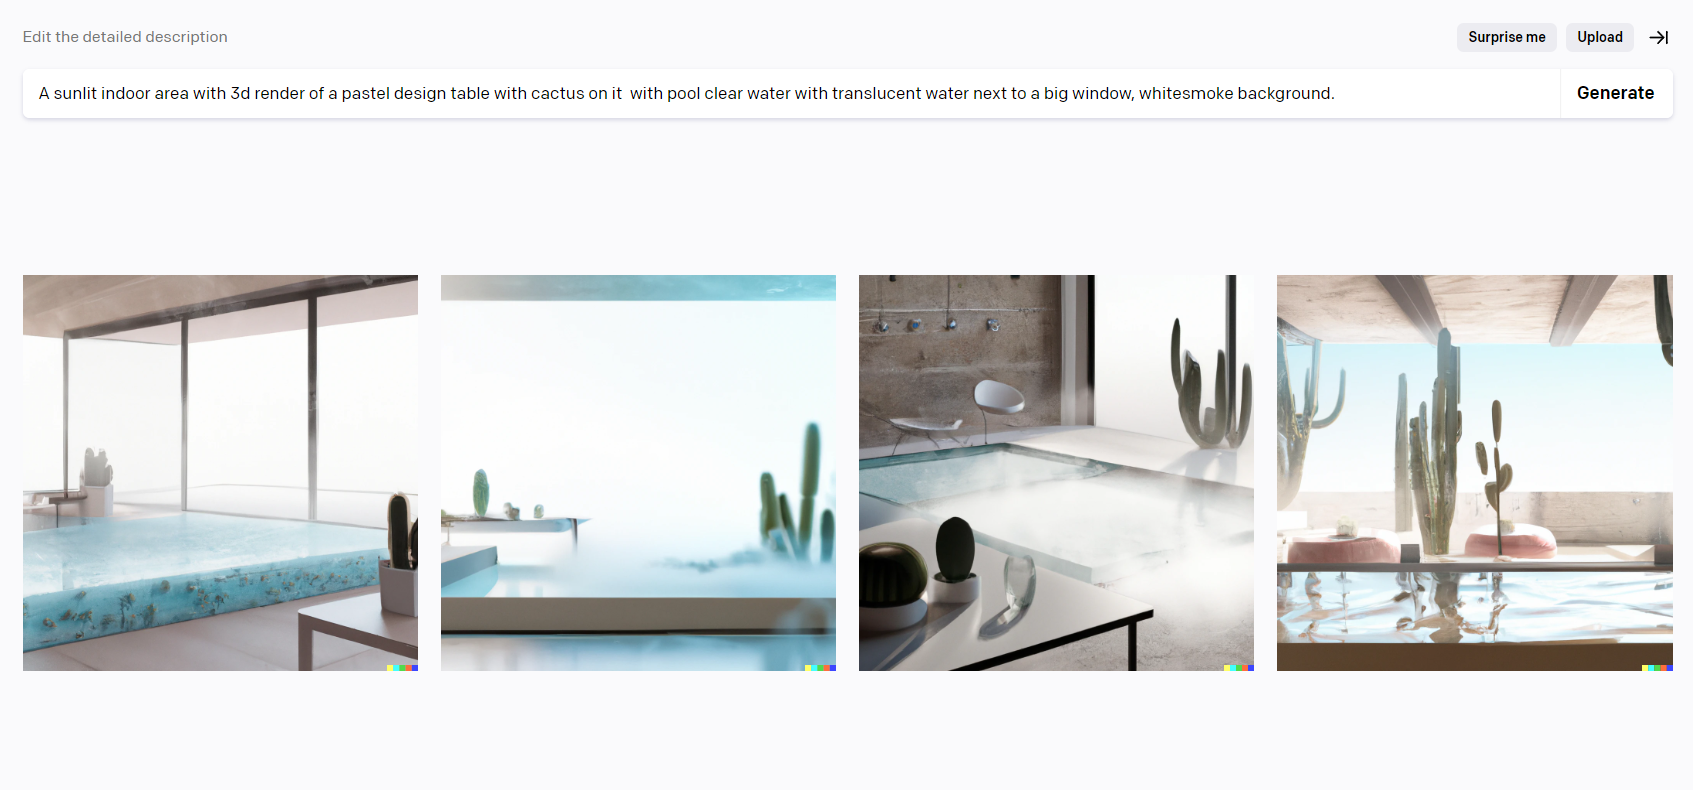 Edit the detailed description
Surprise me
Upload
A sunlit indoor area with 3d render of a pastel design table with cactus on it  with pool clear water with translucent water next to a big window, whitesmoke background.
Generate